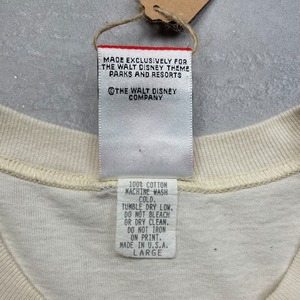 MADE EXCLUSIVELY FOR
THE WALT DISNEY THEME
PARKS AND RESORTS
©THE WALT DISNEY
COMPANY
100% COTTON
MACHINE WASH
COLD.
TUMBLE DRY LOW.
DO NOT BLEACH
OR DRY CLEAN.
DO NOT IRON
ON PRINT.
MADE IN U.S.A.
LARGE